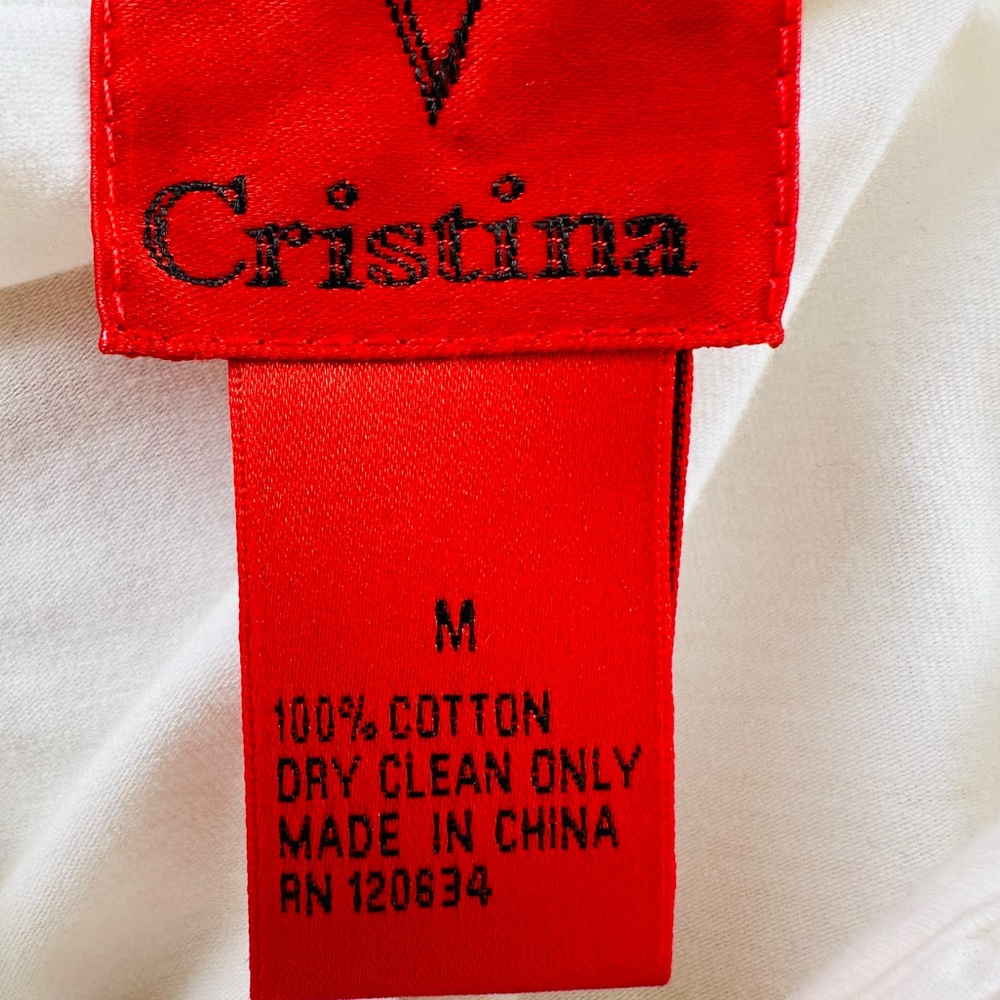 V
Cristina
M
100% COTTON
DRY CLEAN ONLY
MADE IN CHINA
RN 120634